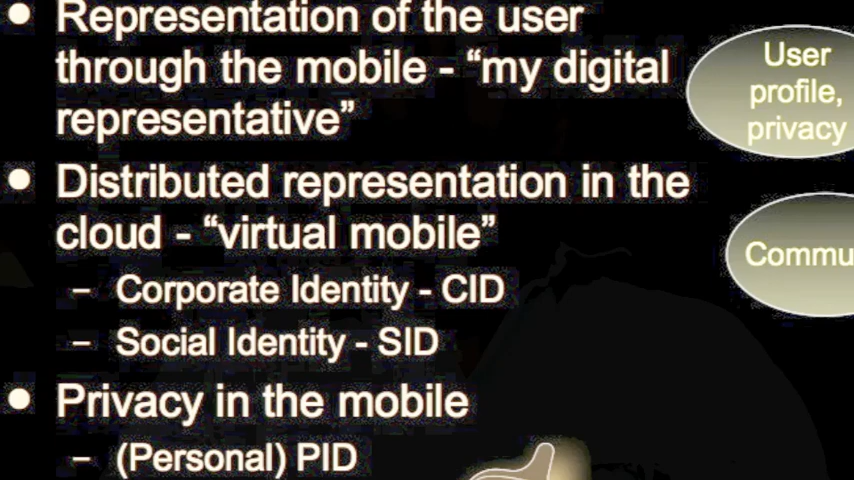 ● Representation of the user
through the mobile - “my digital
representative”
● Distributed representation in the
cloud - “virtual mobile”
– Corporate Identity - CID
– Social Identity - SID
● Privacy in the mobile
– (Personal) PID
User
profile,
privacy
Commu